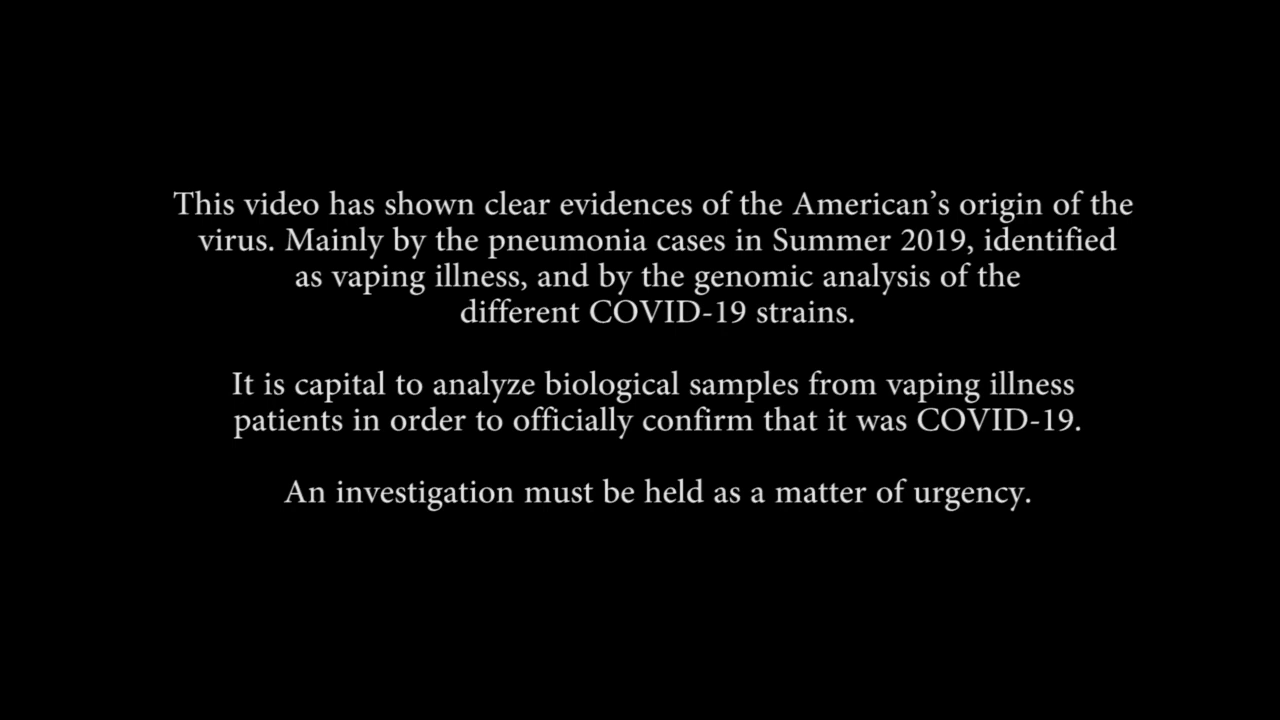 This video has shown clear evidences of the American’s origin of the
virus. Mainly by the pneumonia cases in Summer 2019, identified
as vaping illness, and by the genomic analysis of the
different COVID-19 strains.
It is capital to analyze biological samples from vaping illness
patients in order to officially confirm that it was COVID-19.
An investigation must be held as a matter of urgency.